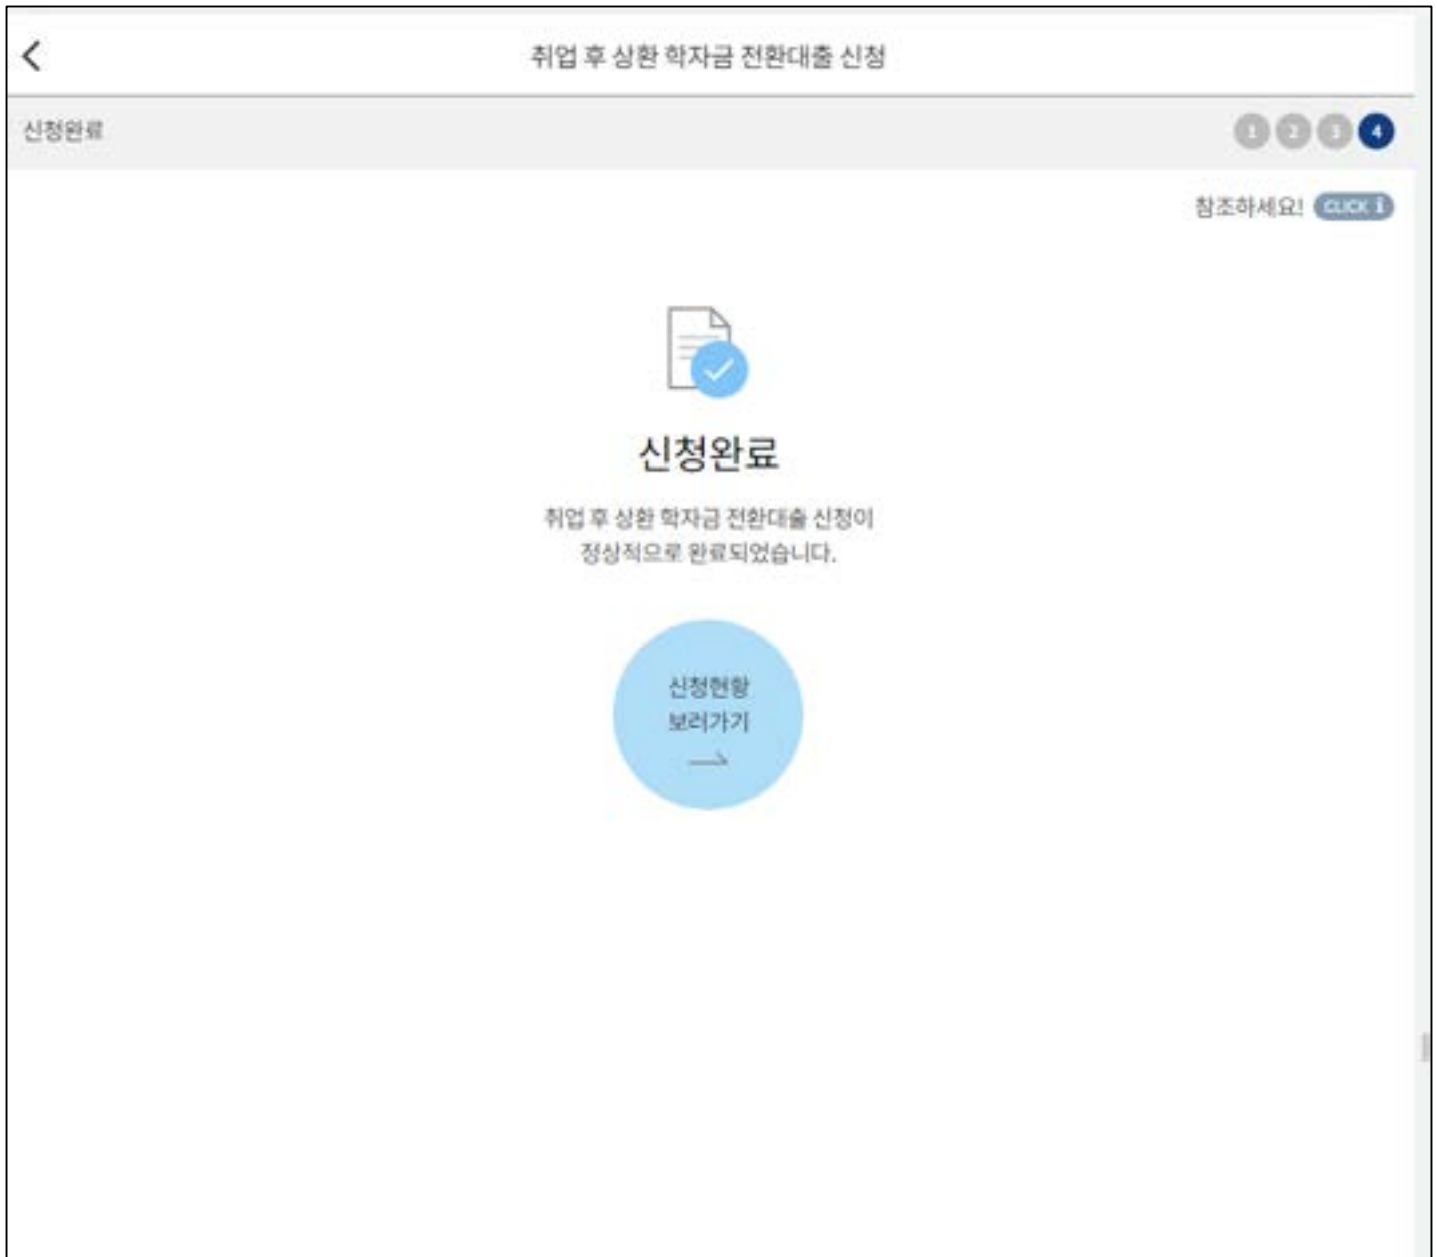 취업 후 상환 학자금 전환대출 신청
신청완료
1 2 3 4
참조하세요! CLICK i
신청완료
취업 후 상환 학자금 전환대출 신청이
정상적으로 완료되었습니다.
신청현황
보러가기